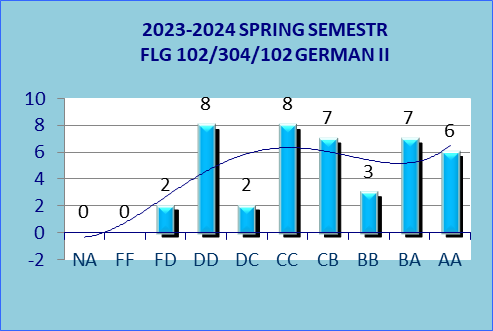 2023-2024 SPRING SEMESTR
FLG 102/304/102 GERMAN II
10
8
6
4
2
0
-2
0 0 2 8 2 8 7 3 7 6
NA FF FD DD DC CC CB BB BA AA